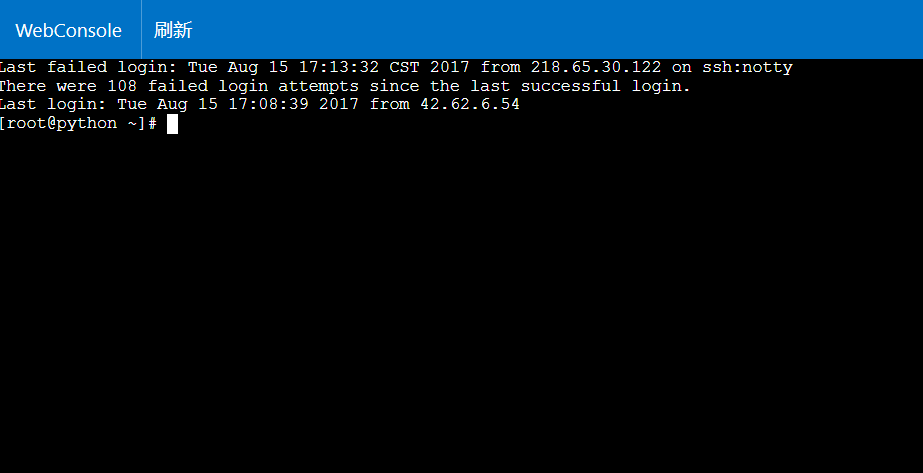 WebConsole 刷新
Last failed login: Tue Aug 15 17:13:32 CST 2017 from 218.65.30.122 on ssh:notty
There were 108 failed login attempts since the last successful login.
Last login: Tue Aug 15 17:08:39 2017 from 42.62.6.54
[root@python ~]#